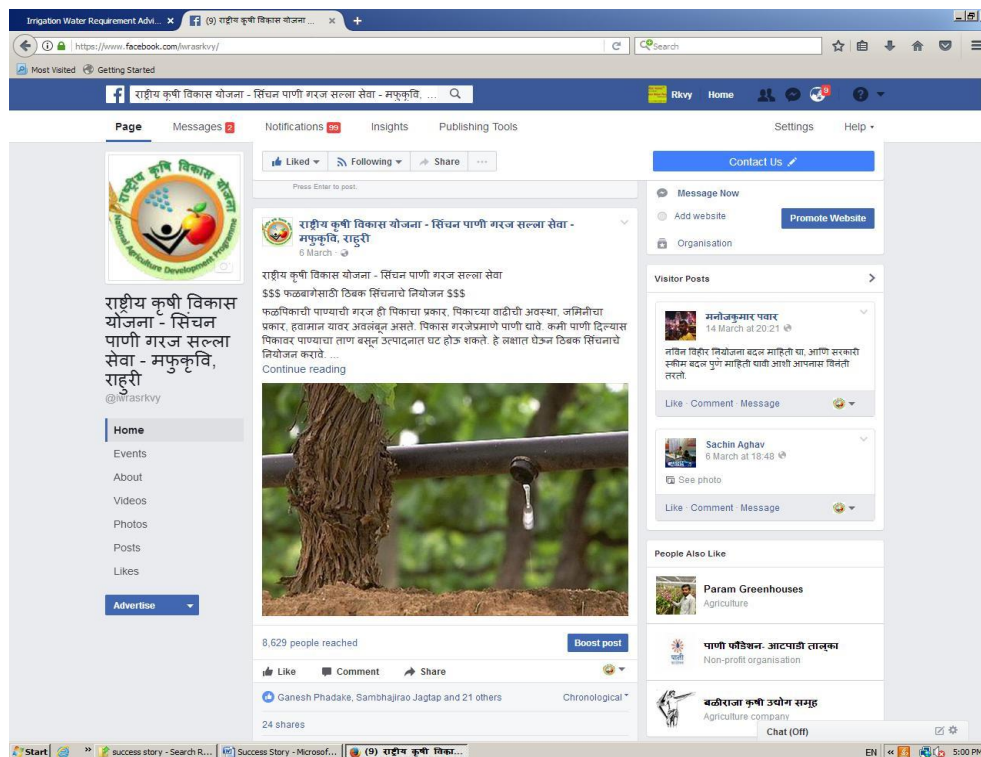 Irrigation Water Requirement Advi...
(9) राष्ट्रीय कृषी विकास योजना ...
https://www.facebook.com/iwrasrkvy/
Search
Most Visited
Getting Started
राष्ट्रीय कृषी विकास योजना - सिंचन पाणी गरज सल्ला सेवा - मफुकृवि, ...
Rkvy
Home
9
Page
Messages 2
Notifications 99
Insights
Publishing Tools
Settings
Help
Liked
Following
Share
...
Contact Us
Press Enter to post.
राष्ट्रीय कृषि विकास योजना
National Agriculture Development Programme
राष्ट्रीय कृषी विकास
योजना - सिंचन
पाणी गरज सल्ला
सेवा - मफुकृवि,
राहुरी
@iwrasrkvy
Home
Events
About
Videos
Photos
Posts
Likes
Advertise
राष्ट्रीय कृषी विकास योजना - सिंचन पाणी गरज सल्ला सेवा -
मफुकृवि, राहुरी
6 March
राष्ट्रीय कृषी विकास योजना - सिंचन पाणी गरज सल्ला सेवा
$$$ फळबागेसाठी ठिबक सिंचनाचे नियोजन $$$
फळपिकाची पाण्याची गरज ही पिकाचा प्रकार, पिकाच्या वाढीची अवस्था, जमिनीचा
प्रकार, हवामान यावर अवलंबून असते. पिकास गरजेप्रमाणे पाणी द्यावे. कमी पाणी दिल्यास
पिकावर पाण्याचा ताण बसून उत्पादनात घट होऊ शकते. हे लक्षात घेऊन ठिबक सिंचनाचे
नियोजन करावे. ...
Continue reading
8,629 people reached
Boost post
Like
Comment
Share
Ganesh Phadake, Sambhajirao Jagtap and 21 others
Chronological
24 shares
Message Now
Add website
Promote Website
Organisation
Visitor Posts
मनोजकुमार पवार
14 March at 20:21
नविन विहीर नियोजना बदल माहिती द्या, आणि सरकारी
स्कीम बदल पुर्ण माहिती द्यावी आशी आपनास विनंती
तरतो.
Like · Comment · Message
Sachin Aghav
6 March at 18:48
See photo
Like · Comment · Message
People Also Like
Param Greenhouses
Agriculture
पाणी फौंडेशन- आटपाडी तालुका
Non-profit organisation
बळीराजा कृषी उद्योग समूह
Agriculture company
Chat (Off)
Start
success story - Search R...
Success Story - Microsof...
(9) राष्ट्रीय कृषी विका...
EN
5:00 PM